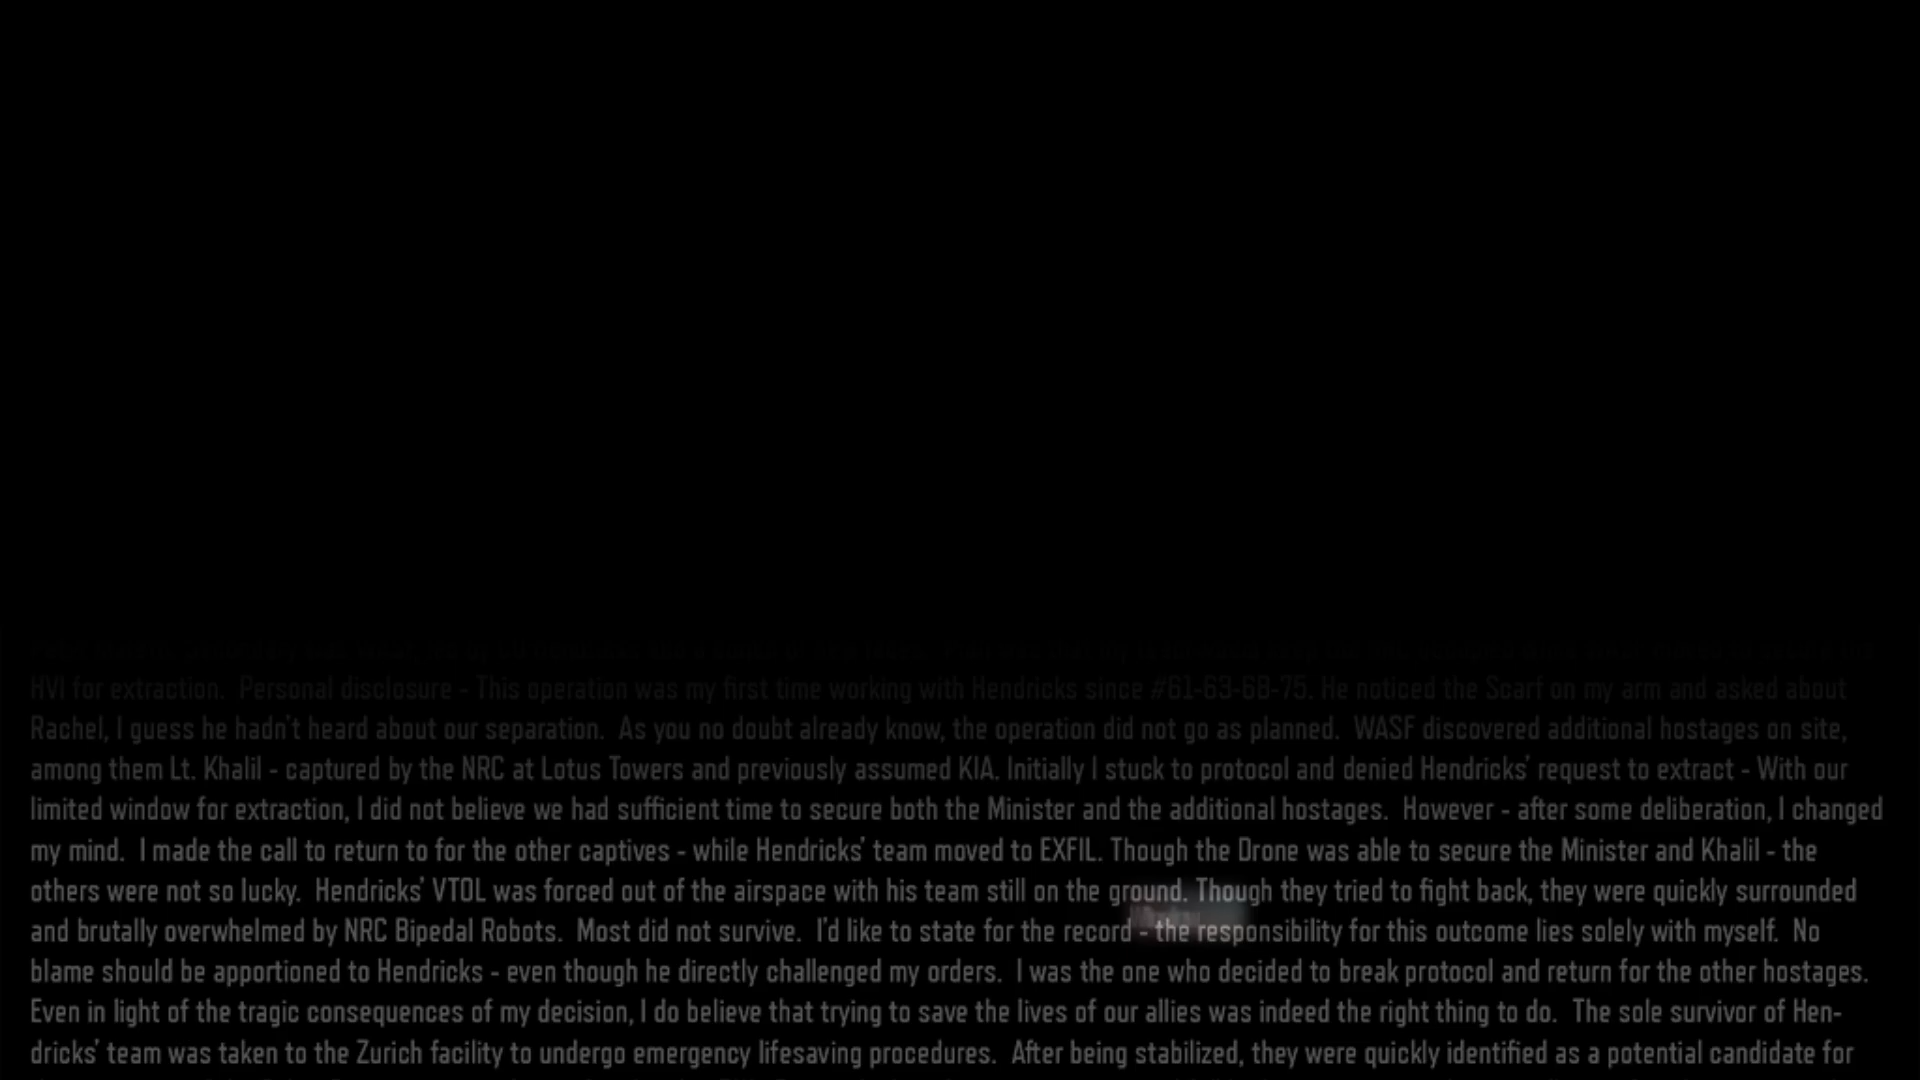 HVI for extraction.  Personal disclosure - This operation was my first time working with Hendricks since #61-63-6B-75. He noticed the Scarf on my arm and asked about
Rachel, I guess he hadn't heard about our separation.  As you no doubt already know, the operation did not go as planned.  WASF discovered additional hostages on site,
among them Lt. Khalil - captured by the NRC at Lotus Towers and previously assumed KIA. Initially I stuck to protocol and denied Hendricks' request to extract - With our
limited window for extraction, I did not believe we had sufficient time to secure both the Minister and the additional hostages.  However - after some deliberation, I changed
my mind.  I made the call to return to for the other captives - while Hendricks' team moved to EXFIL. Though the Drone was able to secure the Minister and Khalil - the
others were not so lucky.  Hendricks' VTOL was forced out of the airspace with his team still on the ground. Though they tried to fight back, they were quickly surrounded
and brutally overwhelmed by NRC Bipedal Robots.  Most did not survive.  I'd like to state for the record - the responsibility for this outcome lies solely with myself.  No
blame should be apportioned to Hendricks - even though he directly challenged my orders.  I was the one who decided to break protocol and return for the other hostages.
Even in light of the tragic consequences of my decision, I do believe that trying to save the lives of our allies was indeed the right thing to do.  The sole survivor of Hen-
dricks' team was taken to the Zurich facility to undergo emergency lifesaving procedures.  After being stabilized, they were quickly identified as a potential candidate for